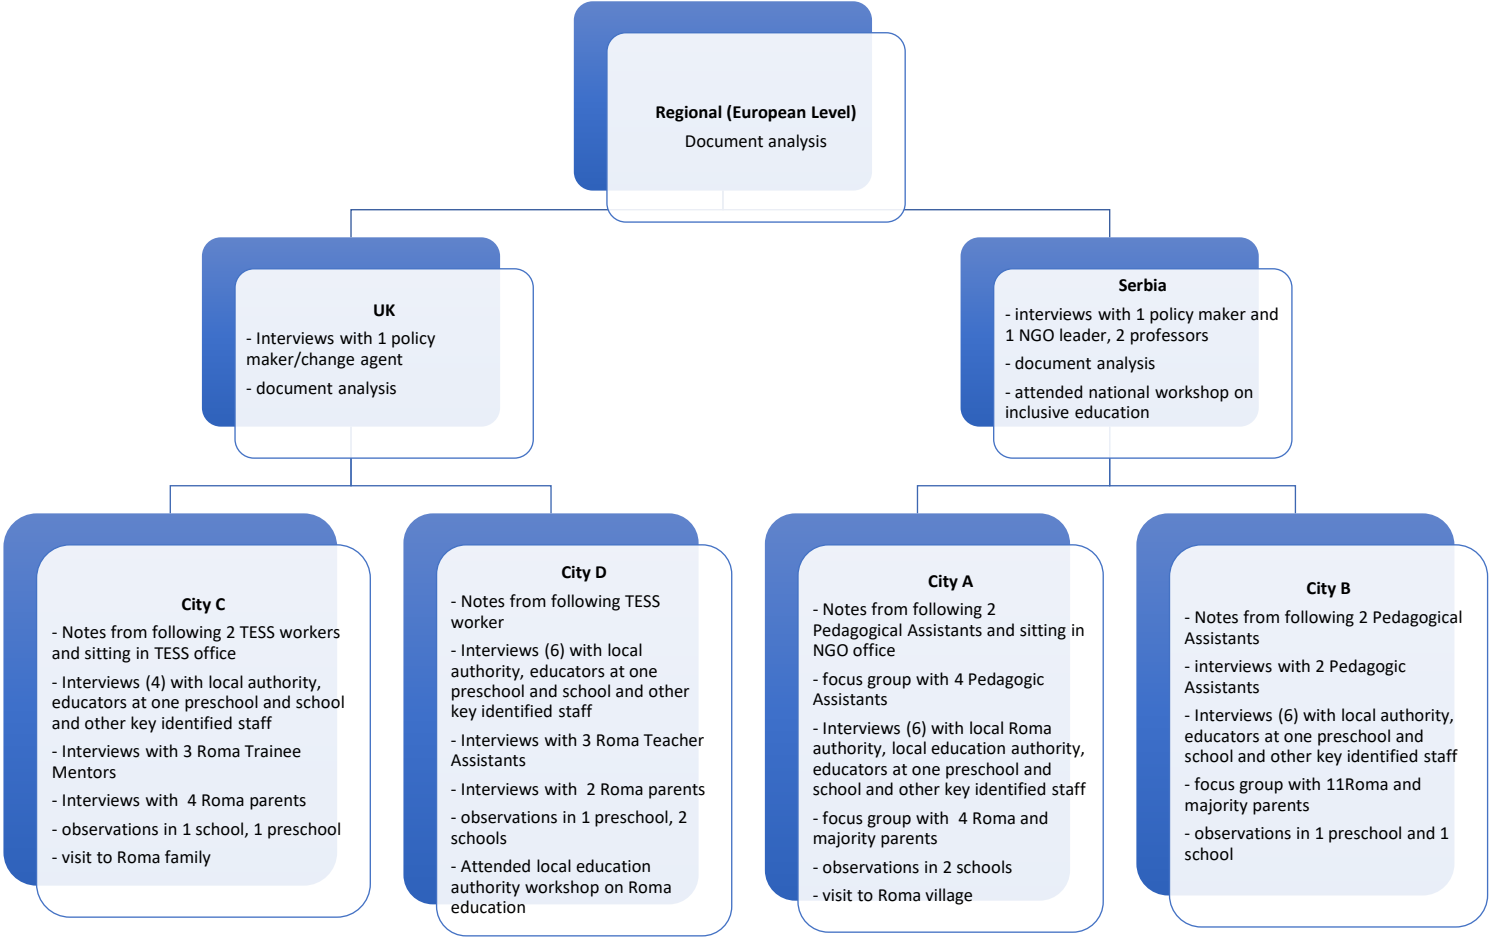 Regional (European Level)
Document analysis
UK
- Interviews with 1 policy
maker/change agent
- document analysis
Serbia
- interviews with 1 policy maker and
1 NGO leader, 2 professors
- document analysis
- attended national workshop on
inclusive education
City C
- Notes from following 2 TESS workers
and sitting in TESS office
- Interviews (4) with local authority,
educators at one preschool and school
and other key identified staff
- Interviews with 3 Roma Trainee
Mentors
- Interviews with  4 Roma parents
- observations in 1 school, 1 preschool
- visit to Roma family
City D
- Notes from following TESS
worker
- Interviews (6) with local
authority, educators at one
preschool and school and other
key identified staff
- Interviews with 3 Roma Teacher
Assistants
- Interviews with  2 Roma parents
- observations in 1 preschool, 2
schools
- Attended local education
authority workshop on Roma
education
City A
- Notes from following 2
Pedagogical Assistants and sitting in
NGO office
- focus group with 4 Pedagogic
Assistants
- Interviews (6) with local Roma
authority, local education authority,
educators at one preschool and
school and other key identified staff
- focus group with  4 Roma and
majority parents
- observations in 2 schools
- visit to Roma village
City B
- Notes from following 2 Pedagogical
Assistants
- interviews with 2 Pedagogic
Assistants
- Interviews (6) with local authority,
educators at one preschool and
school and other key identified staff
- focus group with 11Roma and
majority parents
- observations in 1 preschool and 1
school